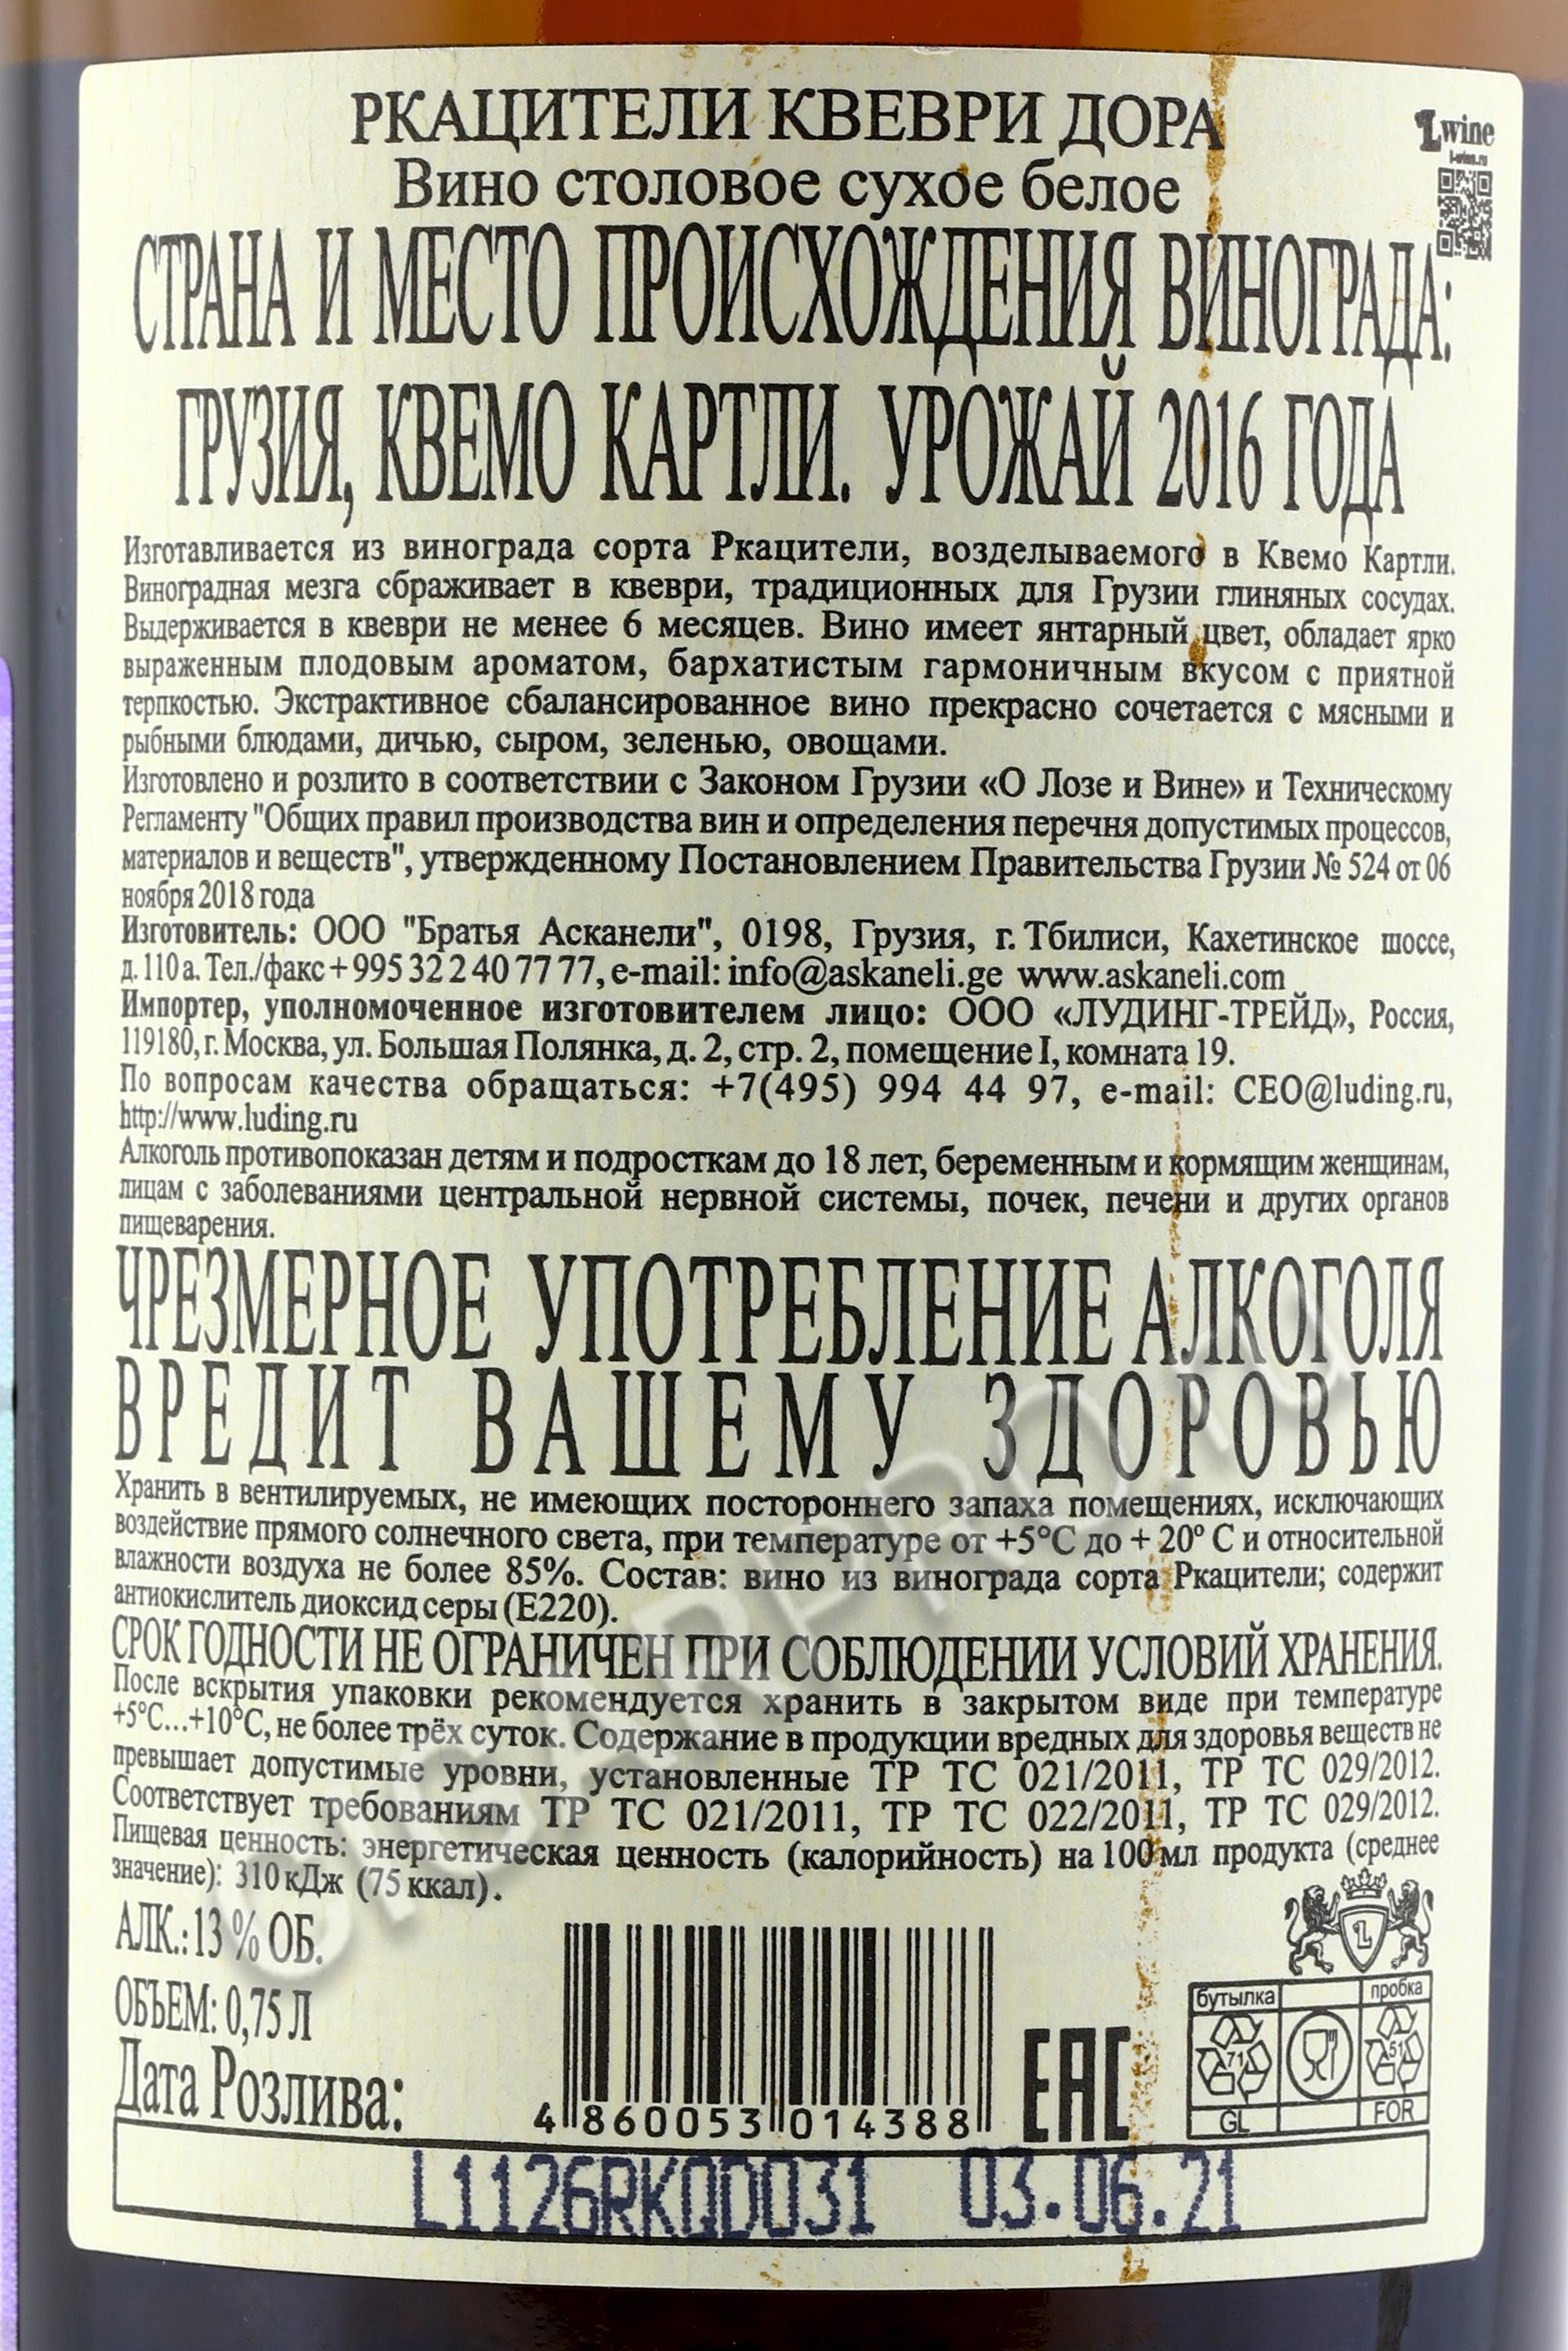 РКАЦИТЕЛИ КВЕВРИ ДОРА
Lwine
l-wine.ru
Вино столовое сухое белое
СТРАНА И МЕСТО ПРОИСХОЖДЕНИЯ ВИНОГРАДА:
ГРУЗИЯ, КВЕМО КАРТЛИ. УРОЖАЙ 2016 ГОДА
Изготавливается из винограда сорта Ркацители, возделываемого в Квемо Картли.
Виноградная мезга сбраживает в квеври, традиционных для Грузии глиняных сосудах.
Выдерживается в квеври не менее 6 месяцев. Вино имеет янтарный цвет, обладает ярко
выраженным плодовым ароматом, бархатистым гармоничным вкусом с приятной
терпкостью. Экстрактивное сбалансированное вино прекрасно сочетается с мясными и
рыбными блюдами, дичью, сыром, зеленью, овощами.
Изготовлено и розлито в соответствии с Законом Грузии «О Лозе и Вине» и Техническому
Регламенту "Общих правил производства вин и определения перечня допустимых процессов,
материалов и веществ", утвержденному Постановлением Правительства Грузии № 524 от 06
ноября 2018 года
Изготовитель: ООО "Братья Асканели", 0198, Грузия, г. Тбилиси, Кахетинское шоссе,
д. 110 а. Тел./факс + 995 32 2 40 77 77, e-mail: info@askaneli.ge www.askaneli.com
Импортер, уполномоченное изготовителем лицо: ООО «ЛУДИНГ-ТРЕЙД», Россия,
119180, г. Москва, ул. Большая Полянка, д. 2, стр. 2, помещение I, комната 19.
По вопросам качества обращаться: +7(495) 994 44 97, e-mail: CEO@luding.ru,
http://www.luding.ru
Алкоголь противопоказан детям и подросткам до 18 лет, беременным и кормящим женщинам,
лицам с заболеваниями центральной нервной системы, почек, печени и других органов
пищеварения.
ЧРЕЗМЕРНОЕ УПОТРЕБЛЕНИЕ АЛКОГОЛЯ
ВРЕДИТ ВАШЕМУ ЗДОРОВЬЮ
Хранить в вентилируемых, не имеющих постороннего запаха помещениях, исключающих
воздействие прямого солнечного света, при температуре от +5°С до + 20° С и относительной
влажности воздуха не более 85%. Состав: вино из винограда сорта Ркацители; содержит
антиокислитель диоксид серы (Е220).
СРОК ГОДНОСТИ НЕ ОГРАНИЧЕН ПРИ СОБЛЮДЕНИИ УСЛОВИЙ ХРАНЕНИЯ.
После вскрытия упаковки рекомендуется хранить в закрытом виде при температуре
+5°С...+10°С, не более трёх суток. Содержание в продукции вредных для здоровья веществ не
превышает допустимые уровни, установленные ТР ТС 021/2011, ТР ТС 029/2012.
Соответствует требованиям ТР ТС 021/2011, ТР ТС 022/2011, ТР ТС 029/2012.
Пищевая ценность: энергетическая ценность (калорийность) на 100 мл продукта (среднее
значение): 310 кДж (75 ккал).
АЛК.: 13 % ОБ.
ОБЪЕМ: 0,75 Л
Дата Розлива:
4 860053 014388
EAC
L
бутылка пробка
71 51
GL FOR
L1126RKQD031 03.06.21